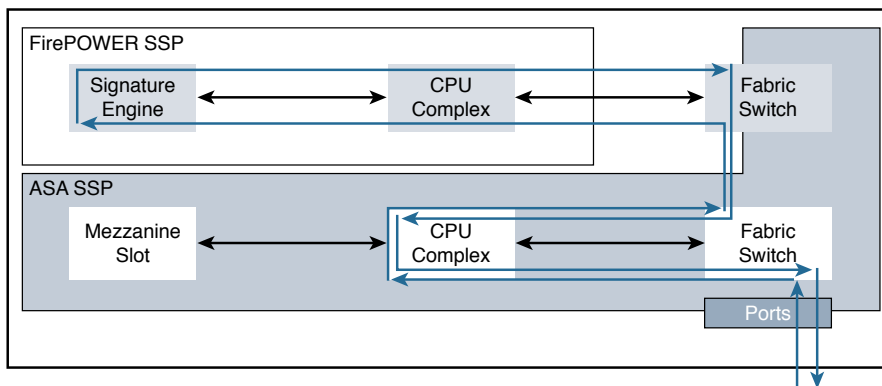 FirePOWER SSP
Signature
Engine
CPU
Complex
Fabric
Switch
ASA SSP
Mezzanine
Slot
CPU
Complex
Fabric
Switch
Ports